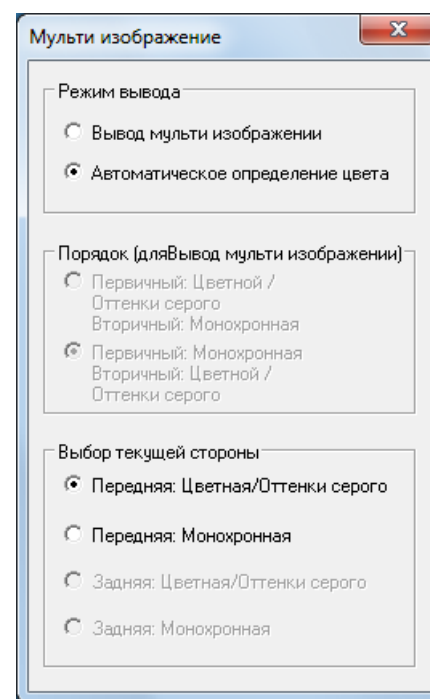 Мульти изображение
Режим вывода
Вывод мульти изображении
Автоматическое определение цвета
Порядок (дляВывод мульти изображении)
Первичный: Цветной /
Оттенки серого
Вторичный: Монохронная
Первичный: Монохронная
Вторичный: Цветной /
Оттенки серого
Выбор текущей стороны
Передняя: Цветная/Оттенки серого
Передняя: Монохронная
Задняя: Цветная/Оттенки серого
Задняя: Монохронная